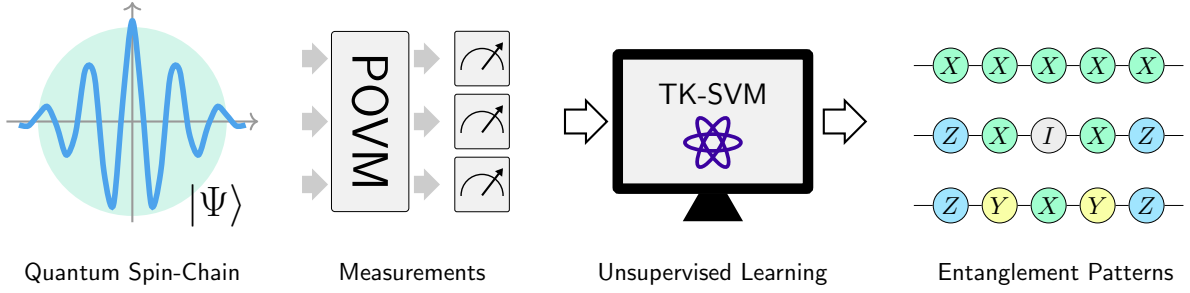 |Ψ⟩
Quantum Spin-Chain
POVM
Measurements
TK-SVM
Unsupervised Learning
X X X X X
Z X I X Z
Z Y X Y Z
Entanglement Patterns